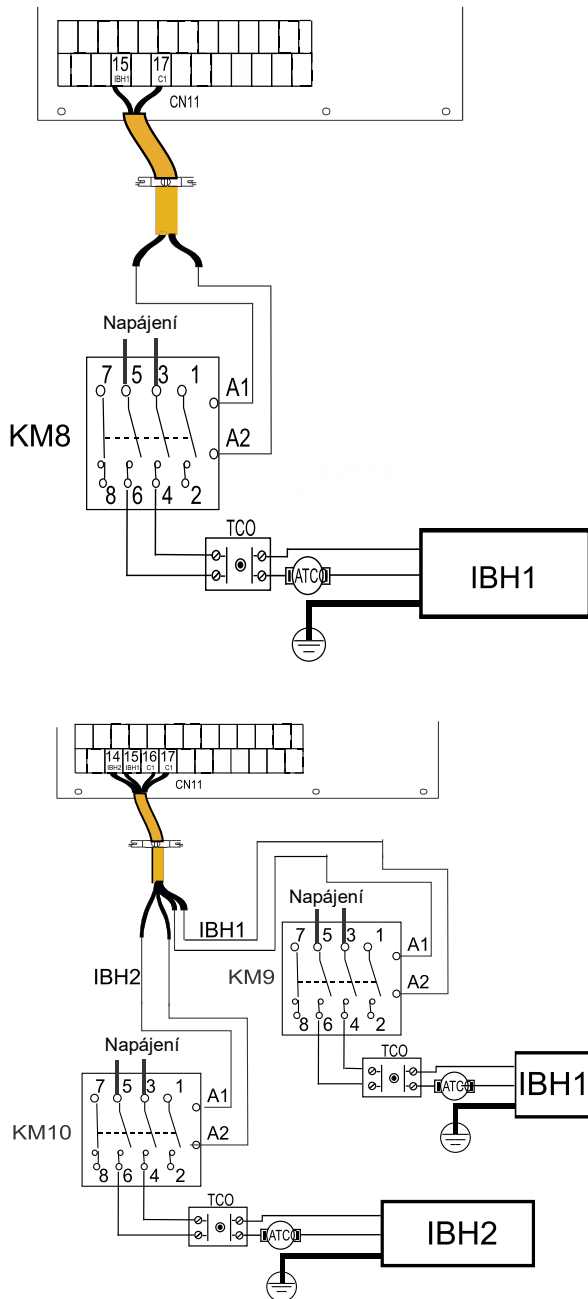 15 17
IBH1 C1
CN11
Napájení
7 5 3 1
A1
KM8
A2
8 6 4 2
TCO
ATCO
IBH1
14 15 16 17
IBH2 IBH1 C1 C1
CN11
IBH1
Napájení
7 5 3 1
A1
IBH2
KM9
A2
8 6 4 2
Napájení
TCO
7 5 3 1
A1
ATCO
IBH1
KM10
A2
8 6 4 2
TCO
ATCO
IBH2